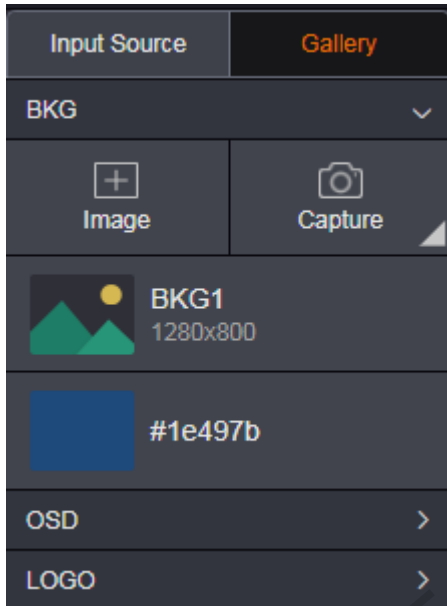 Input Source
Gallery
BKG
Image
Capture
BKG1
1280x800
#1e497b
OSD
LOGO